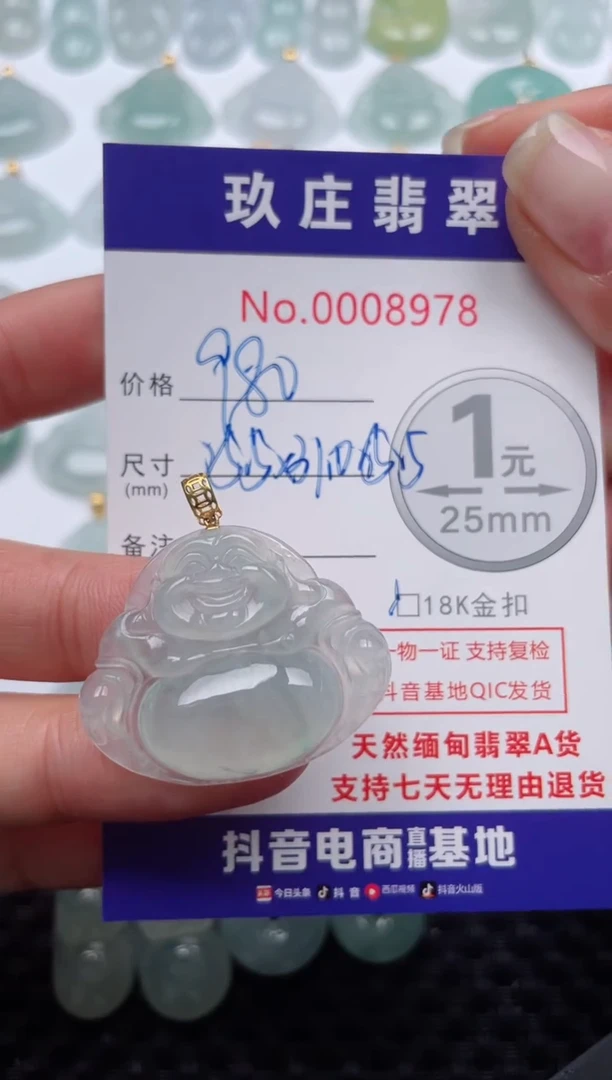 玖庄翡翠
No.0008978
价格 980
尺寸
(mm)
1元
25mm
备注
18K金扣
一物一证 支持复检
抖音基地QIC发货
天然缅甸翡翠A货
支持七天无理由退货
抖音电商直播基地
今日头条 抖音 西瓜视频 抖音火山版